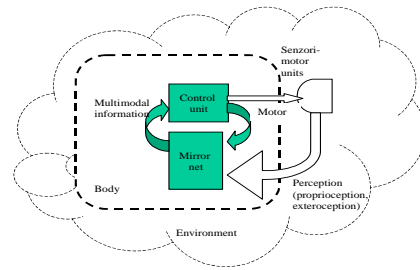 Senzori-
motor
units
Multimodal
information
Control
unit
Motor
Mirror
net
Body
Perception
(proprioception,
exteroception)
Environment